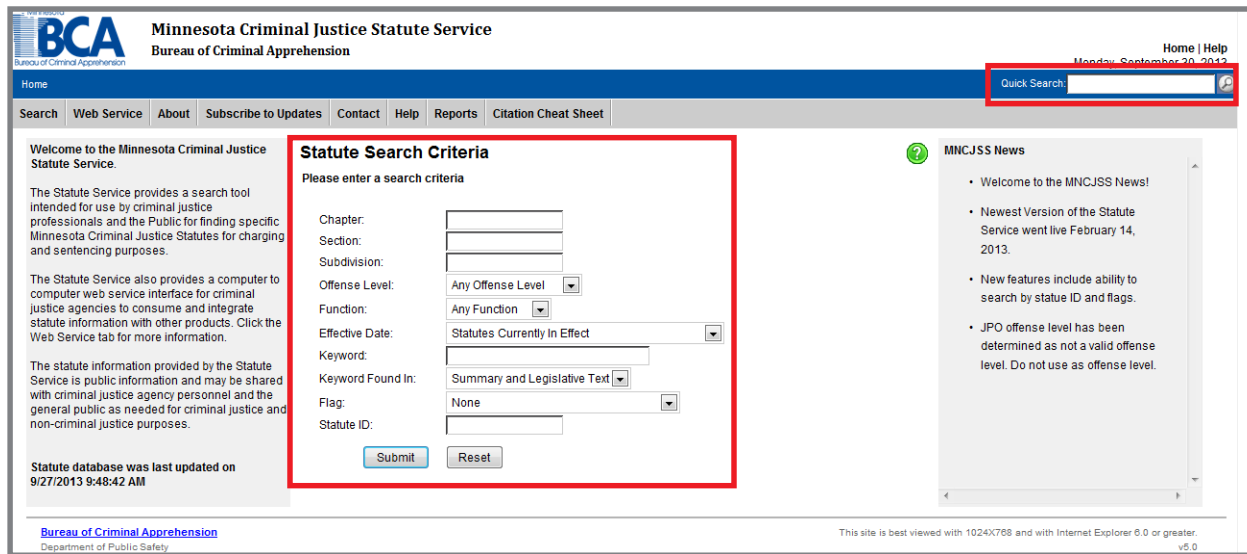 Minnesota
BCA
Bureau of Criminal Apprehension
Minnesota Criminal Justice Statute Service
Bureau of Criminal Apprehension
Home | Help
Monday, September 30, 2013
Home
Quick Search:
Search Web Service About Subscribe to Updates Contact Help Reports Citation Cheat Sheet
Welcome to the Minnesota Criminal Justice
Statute Service.
The Statute Service provides a search tool
intended for use by criminal justice
professionals and the Public for finding specific
Minnesota Criminal Justice Statutes for charging
and sentencing purposes.
The Statute Service also provides a computer to
computer web service interface for criminal
justice agencies to consume and integrate
statute information with other products. Click the
Web Service tab for more information.
The statute information provided by the Statute
Service is public information and may be shared
with criminal justice agency personnel and the
general public as needed for criminal justice and
non-criminal justice purposes.
Statute database was last updated on
9/27/2013 9:48:42 AM
Statute Search Criteria
Please enter a search criteria
Chapter:
Section:
Subdivision:
Offense Level: Any Offense Level
Function: Any Function
Effective Date: Statutes Currently In Effect
Keyword:
Keyword Found In: Summary and Legislative Text
Flag: None
Statute ID:
Submit Reset
?
MNCJSS News
• Welcome to the MNCJSS News!
• Newest Version of the Statute
Service went live February 14,
2013.
• New features include ability to
search by statue ID and flags.
• JPO offense level has been
determined as not a valid offense
level. Do not use as offense level.
Bureau of Criminal Apprehension
Department of Public Safety
This site is best viewed with 1024X768 and with Internet Explorer 6.0 or greater.
v5.0